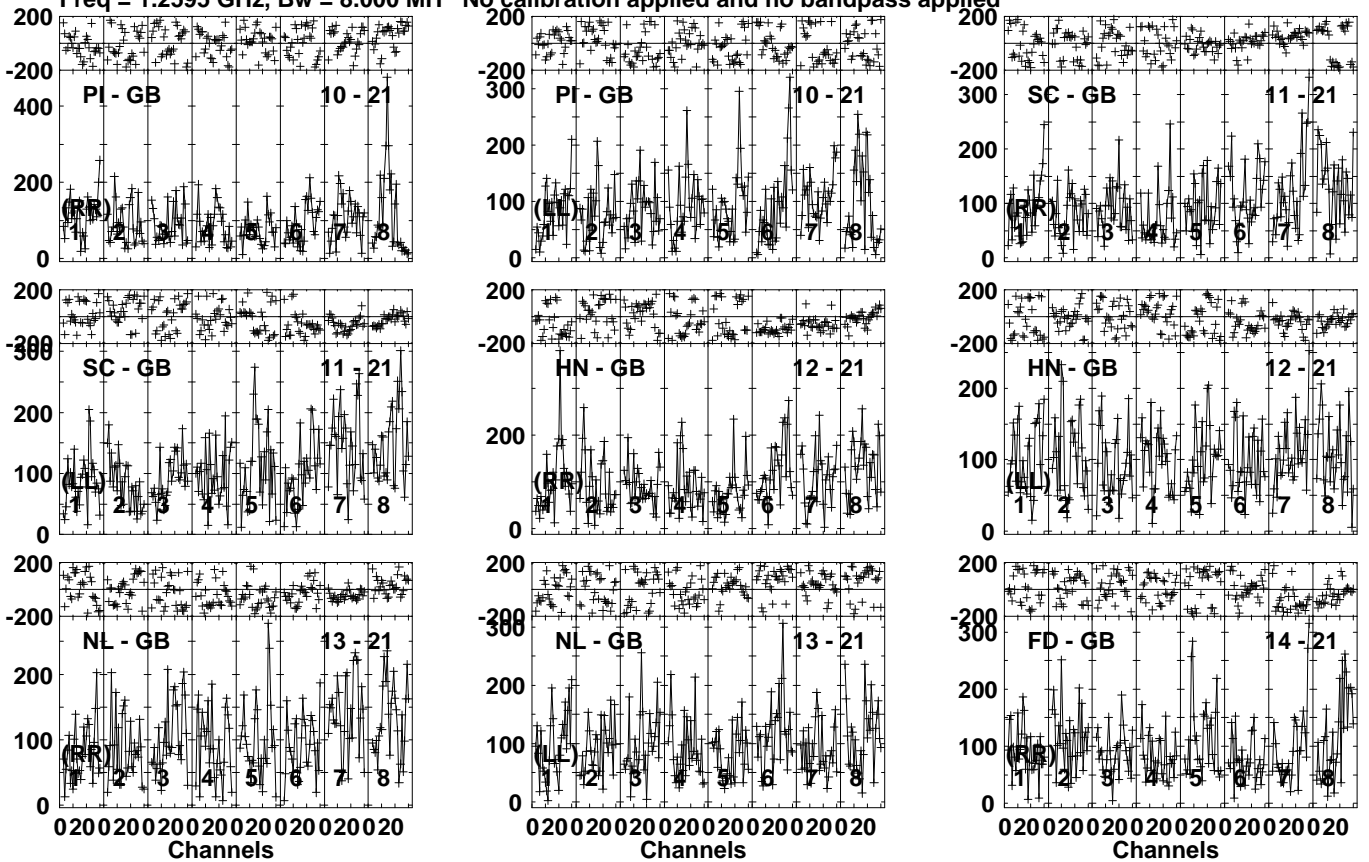 Freq = 1.2595 GHz, Bw = 8.000 MH No calibration applied and no bandpass applied
200 200 200
-200 -200 -200
PI - GB 10 - 21 PI - GB 10 - 21 SC - GB 11 - 21
400 300 300
200 200 200
(RR) (LL) (RR)
100 100
1 2 3 4 5 6 7 8 1 2 3 4 5 6 7 8 1 2 3 4 5 6 7 8
0 0 0
200 200 200
-200 -200 -200
300
SC - GB 11 - 21 HN - GB 12 - 21 HN - GB 12 - 21
200 200 200
100 100
(LL) (RR) (LL)
1 2 3 4 5 6 7 8 1 2 3 4 5 6 7 8 1 2 3 4 5 6 7 8
0 0 0
200 200 200
-200 -200 -200
300 300
NL - GB 13 - 21 NL - GB 13 - 21 FD - GB 14 - 21
200 200 200
100 100 100
(RR) (LL) (RR)
1 2 3 4 5 6 7 8 1 2 3 4 5 6 7 8 1 2 3 4 5 6 7 8
0 0 0
020020020020020020020020 020020020020020020020020 020020020020020020020020
Channels Channels Channels